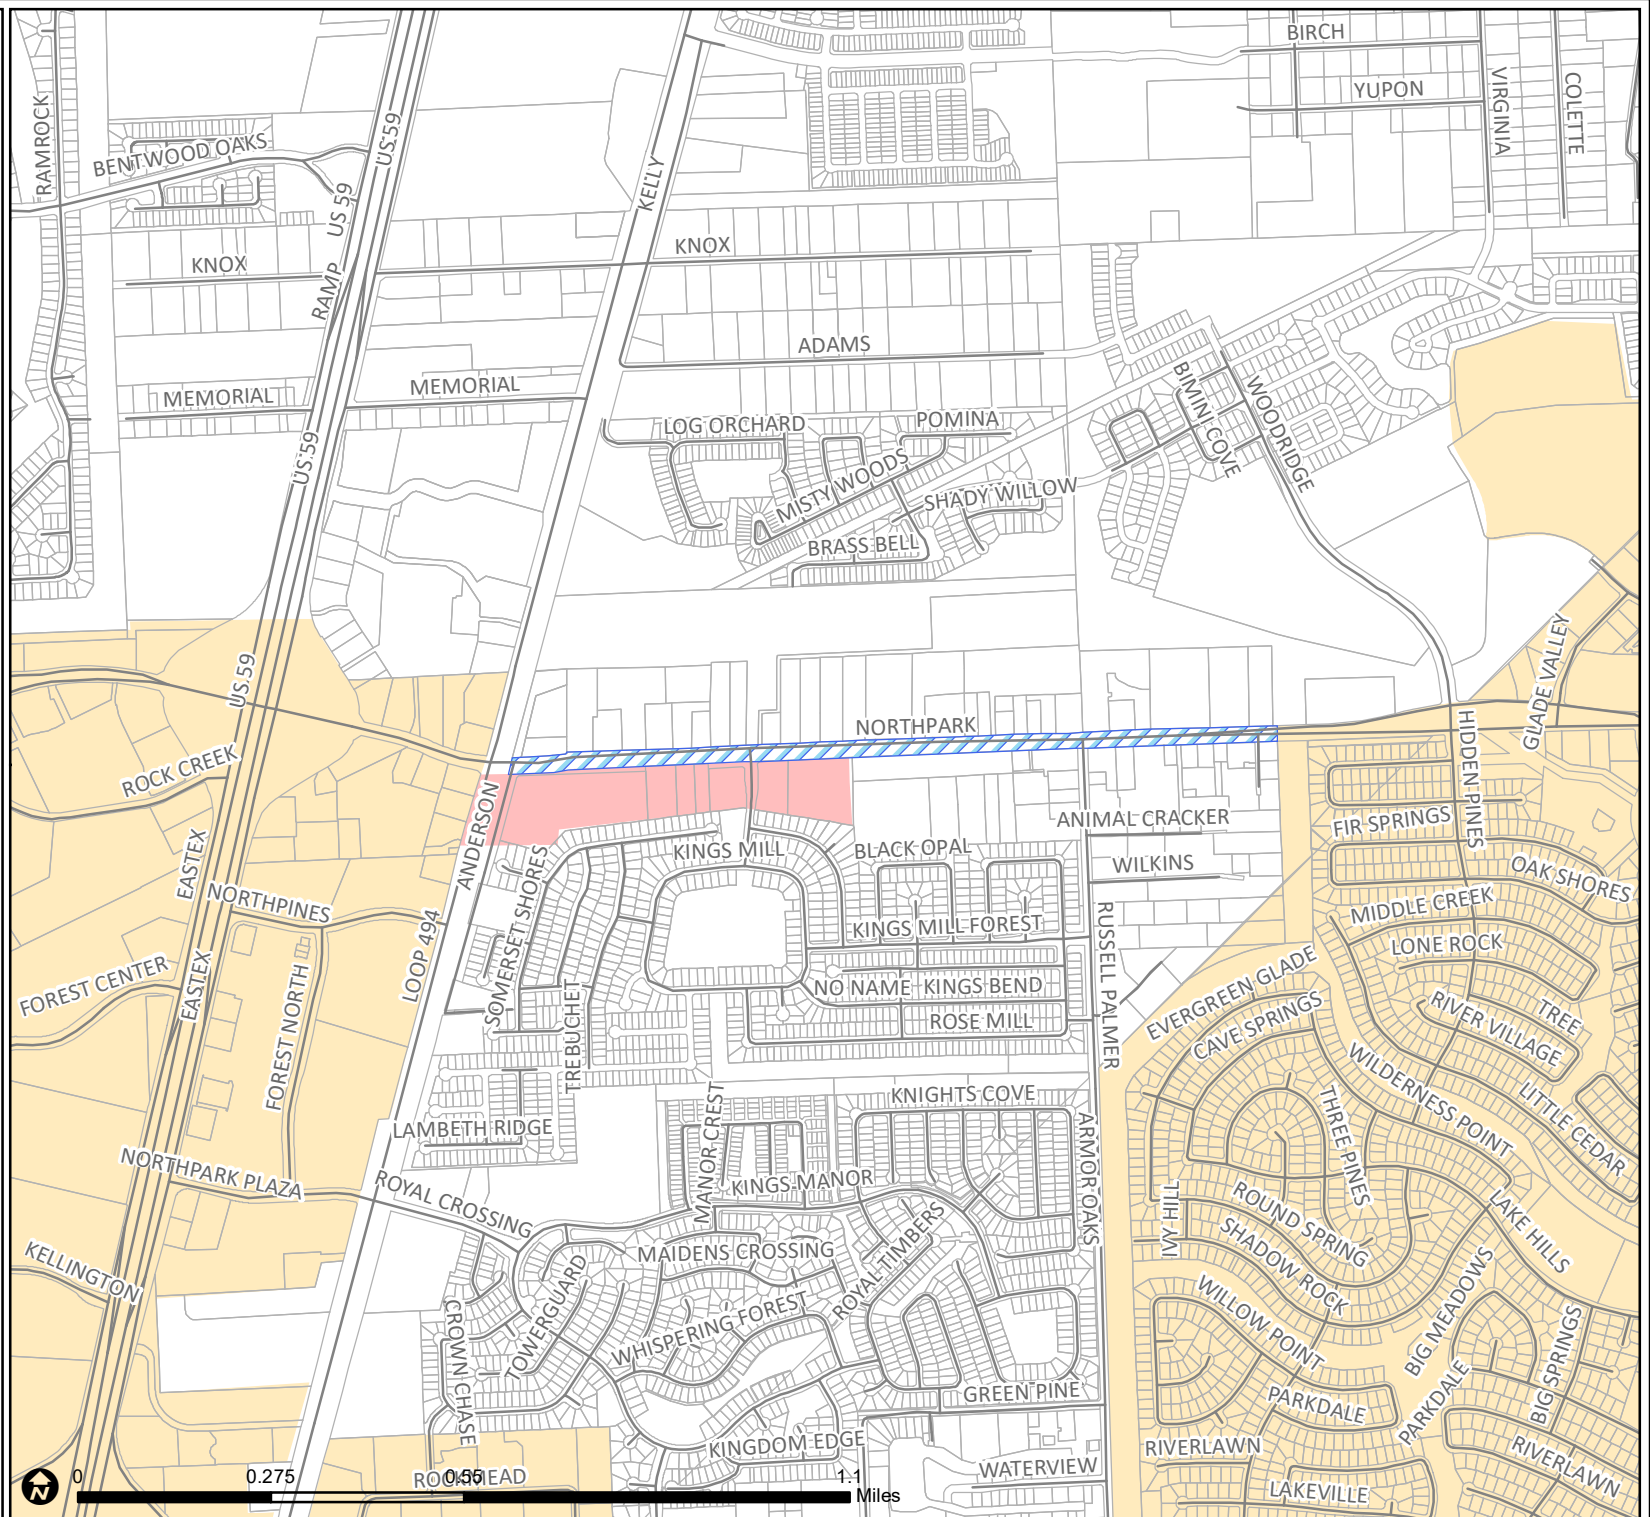 BIRCH
YUPON
VIRGINIA
COLETTE
RAMROCK
BENTWOOD OAKS
US 59
US 59
RAMP
KELLY
KNOX
KNOX
ADAMS
MEMORIAL
MEMORIAL
US 59
LOG ORCHARD
POMINA
MISTY WOODS
SHADY WILLOW
BRASS BELL
BIMINI COVE
WOODRIDGE
US 59
GLADE VALLEY
NORTHPARK
HIDDEN PINES
ROCK CREEK
ANDERSON
EASTEX
KINGS MILL
BLACK OPAL
ANIMAL CRACKER
WILKINS
FIR SPRINGS
OAK SHORES
MIDDLE CREEK
LONE ROCK
NORTHPINES
SOMERSET SHORES
KINGS MILL FOREST
RUSSELL PALMER
LOOP 494
EASTEX
FOREST CENTER
FOREST NORTH
TREBUCHET
NO NAME
KINGS BEND
ROSE MILL
EVERGREEN GLADE
CAVE SPRINGS
TREE
RIVER VILLAGE
WILDERNESS POINT
LITTLE CEDAR
THREE PINES
KNIGHTS COVE
LAMBETH RIDGE
MANOR CREST
ARMOR OAKS
NORTHPARK PLAZA
ROYAL CROSSING
KINGS MANOR
IVY HILL
ROUND SPRING
SHADOW ROCK
LAKE HILLS
KELLINGTON
MAIDENS CROSSING
ROYAL TIMBERS
TOWERGUARD
CROWN CHASE
WHISPERING FOREST
WILLOW POINT
BIG MEADOWS
BIG SPRINGS
PARKDALE
PARKDALE
GREEN PINE
KINGDOM EDGE
RIVERLAWN
RIVERLAWN
WATERVIEW
LAKEVILLE
ROCKMEAD
N
0 0.275 0.55 1.1
Miles